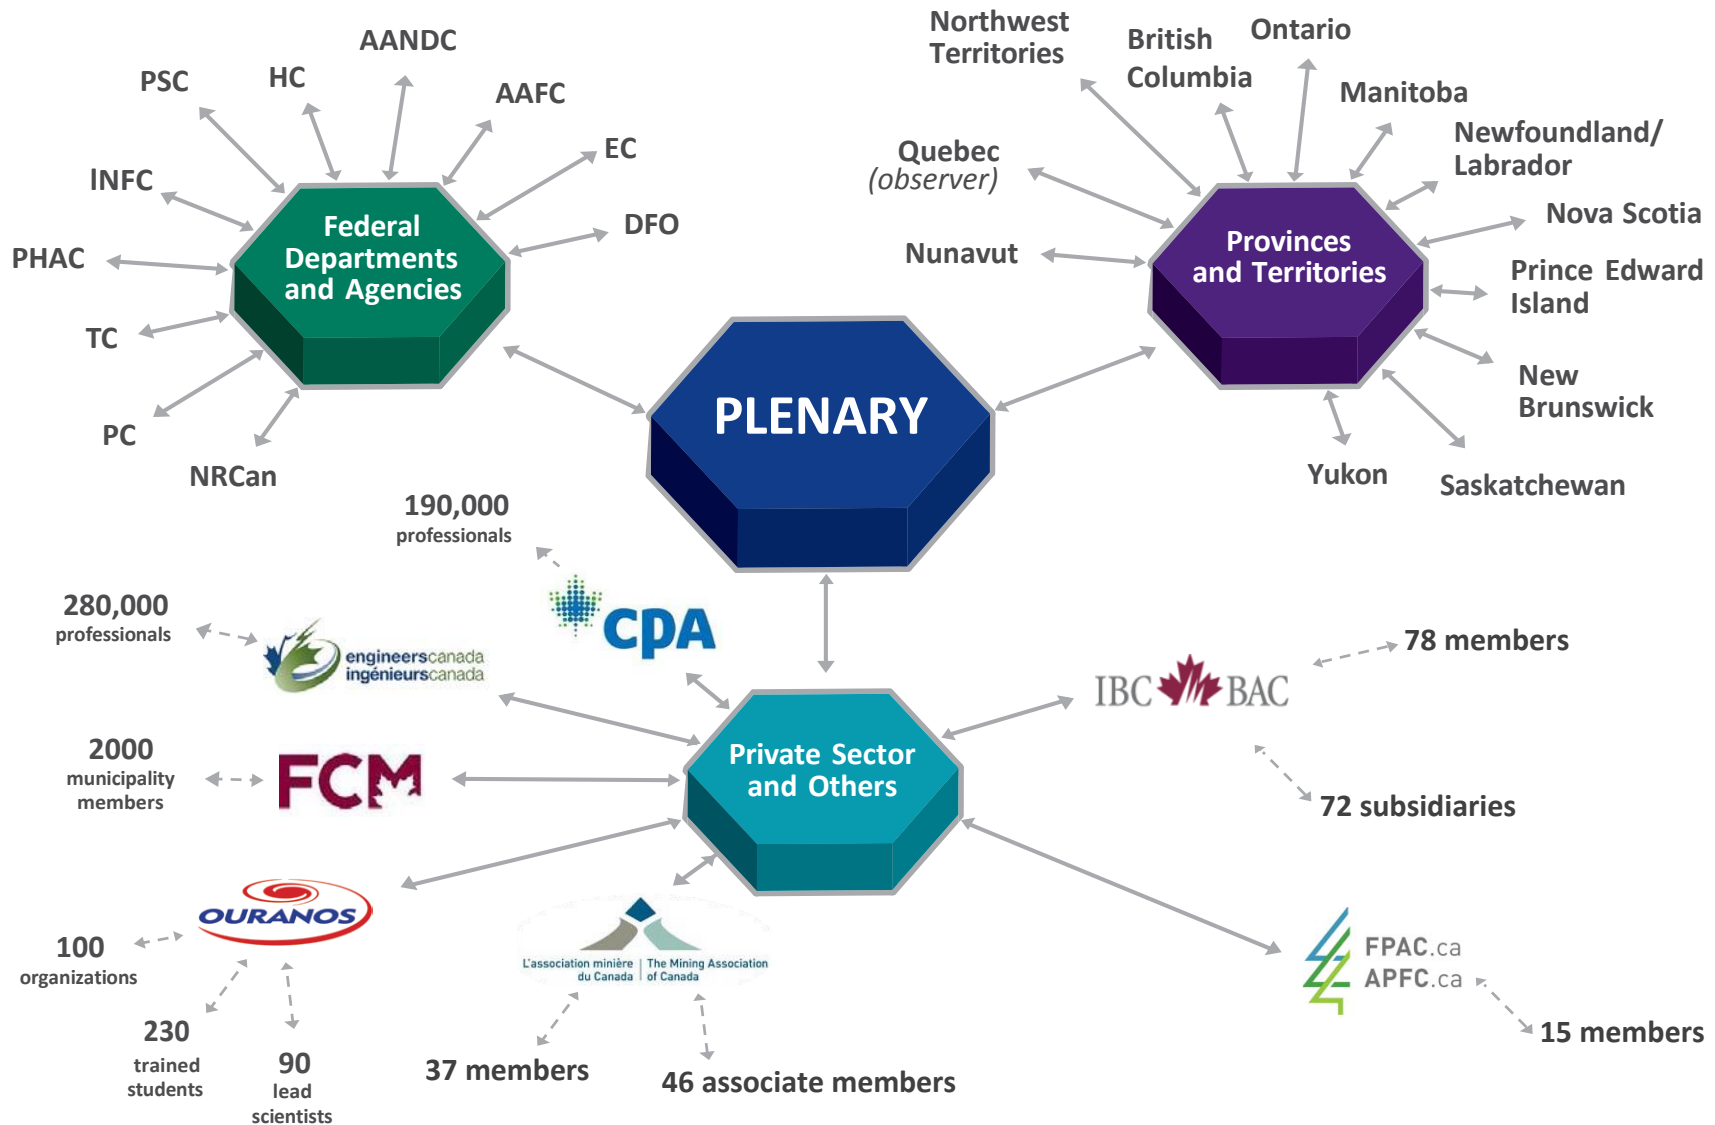 AANDC
HC
PSC
AAFC
EC
INFC
DFO
PHAC
TC
PC
NRCan
Federal
Departments
and Agencies
Northwest
Territories
British
Columbia
Ontario
Manitoba
Newfoundland/
Labrador
Quebec
(observer)
Nova Scotia
Nunavut
Prince Edward
Island
New
Brunswick
Yukon
Saskatchewan
Provinces
and Territories
PLENARY
190,000
professionals
CPA
280,000
professionals
engineerscanada
ingénieurscanada
2000
municipality
members
FCM
Private Sector
and Others
IBC BAC
78 members
72 subsidiaries
OURANOS
100
organizations
230
trained
students
90
lead
scientists
L'association minière
du Canada
The Mining Association
of Canada
37 members
46 associate members
FPAC.ca
APFC.ca
15 members